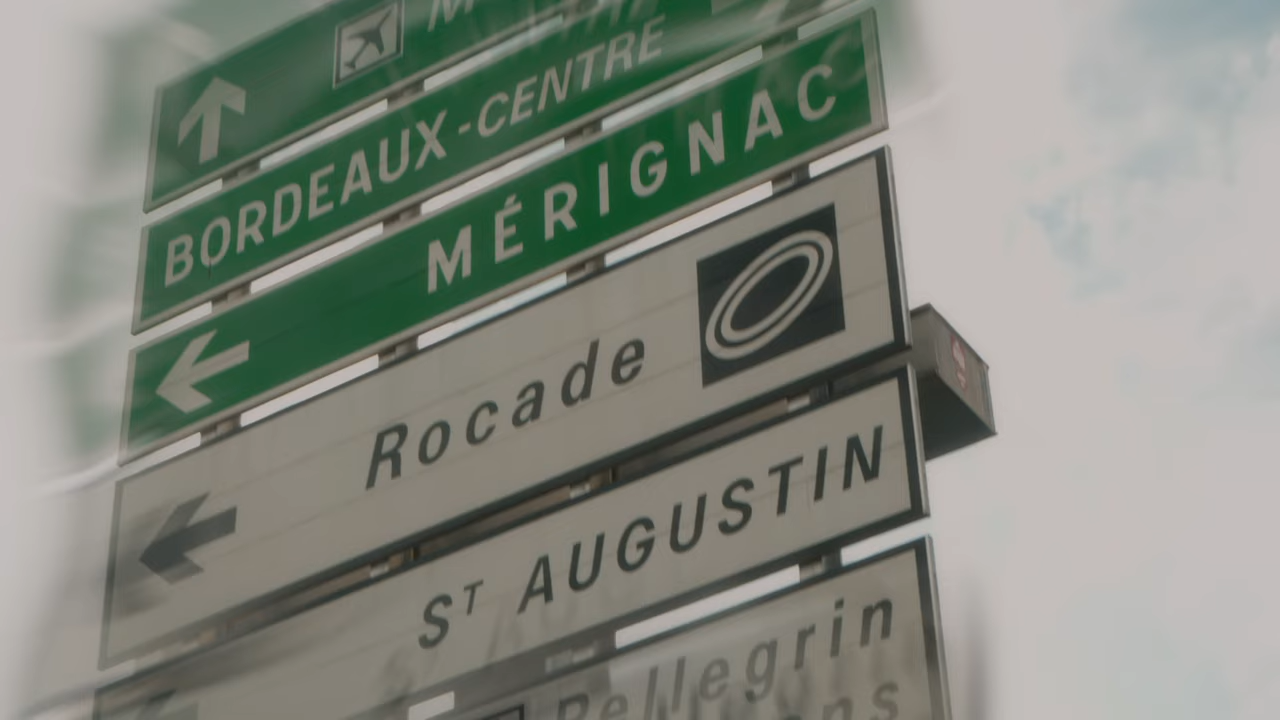 BORDEAUX-CENTRE
MÉRIGNAC
Rocade
Sᵀ AUGUSTIN
Pellegrin